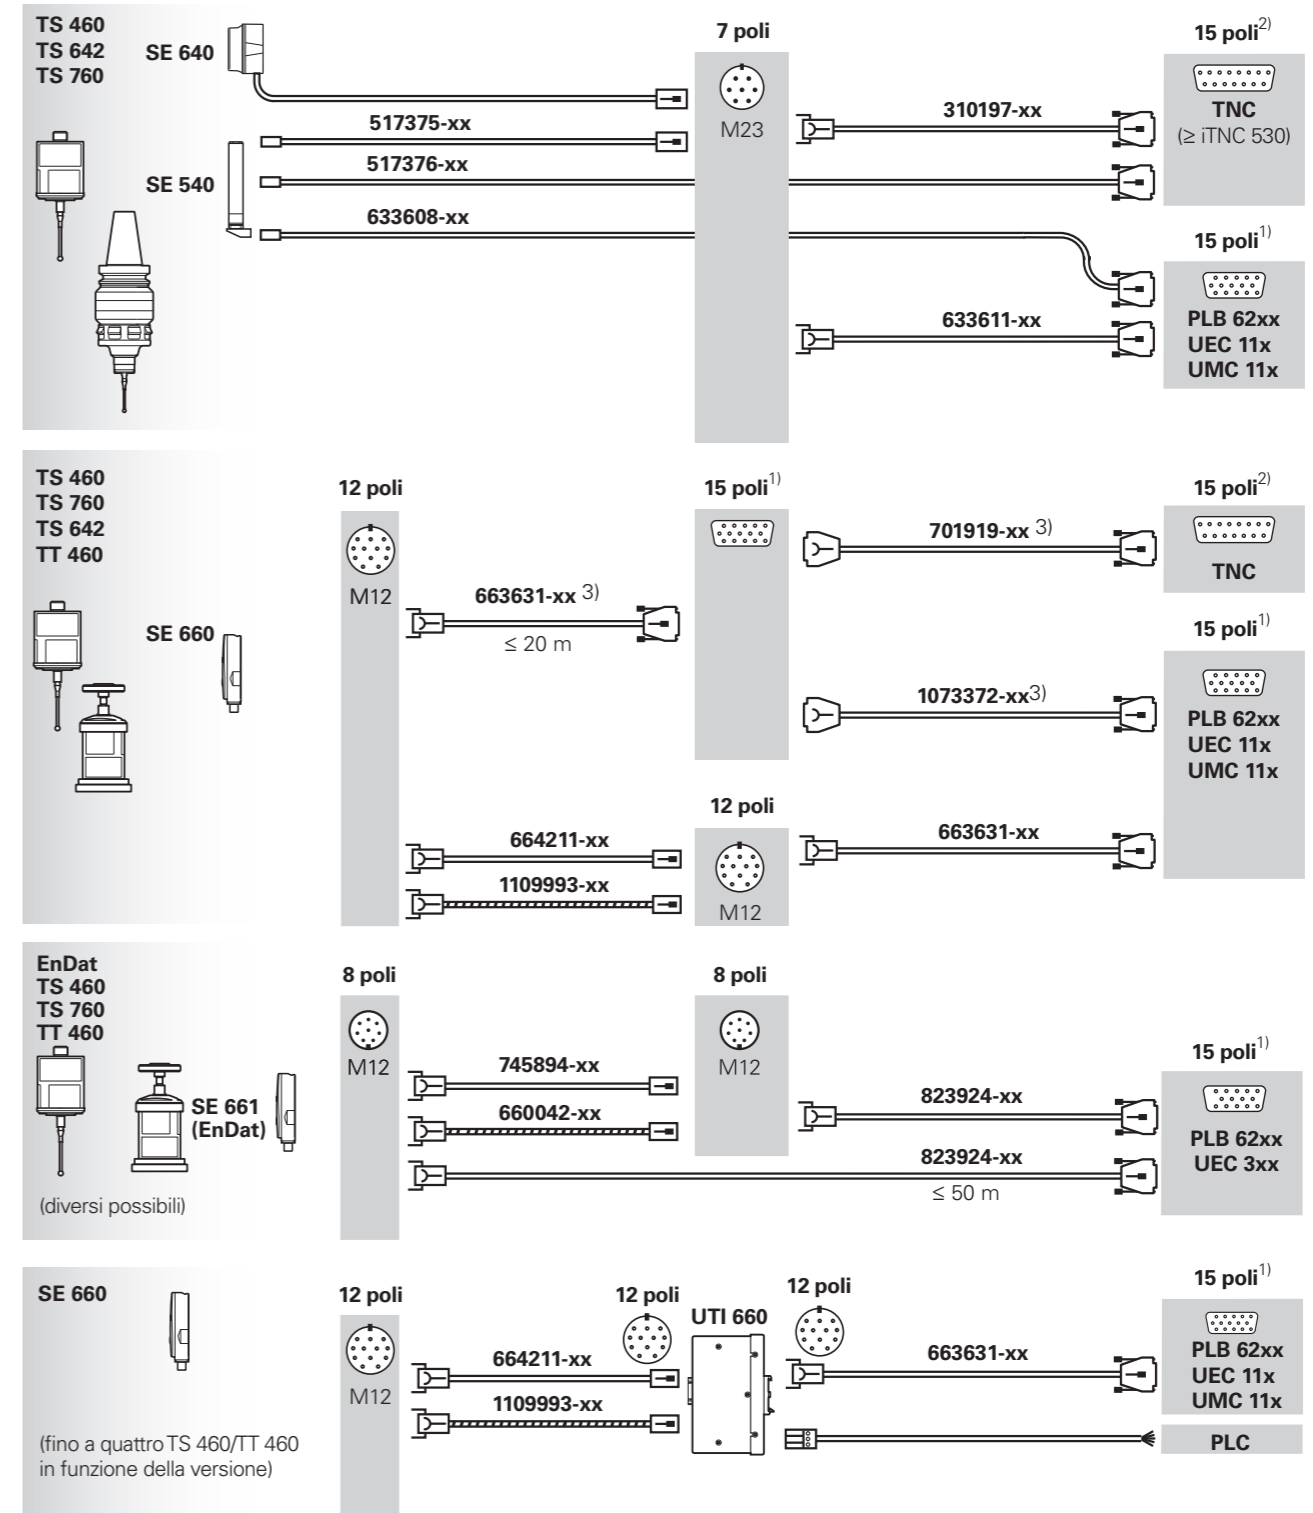 TS 460
TS 642
TS 760
SE 640
7 poli
15 poli2)
517375-xx
M23
310197-xx
TNC
(≥ iTNC 530)
517376-xx
SE 540
633608-xx
15 poli1)
633611-xx
PLB 62xx
UEC 11x
UMC 11x
TS 460
TS 760
TS 642
TT 460
12 poli
15 poli1)
15 poli2)
701919-xx 3)
TNC
M12
663631-xx 3)
≤ 20 m
SE 660
15 poli1)
1073372-xx3)
PLB 62xx
UEC 11x
UMC 11x
12 poli
664211-xx
663631-xx
1109993-xx
M12
EnDat
TS 460
TS 760
TT 460
8 poli
8 poli
M12
M12
15 poli1)
745894-xx
823924-xx
SE 661
(EnDat)
660042-xx
PLB 62xx
UEC 3xx
823924-xx
≤ 50 m
(diversi possibili)
SE 660
12 poli
12 poli
UTI 660
12 poli
15 poli1)
M12
664211-xx
663631-xx
PLB 62xx
UEC 11x
UMC 11x
1109993-xx
(fino a quattro TS 460/TT 460
in funzione della versione)
PLC